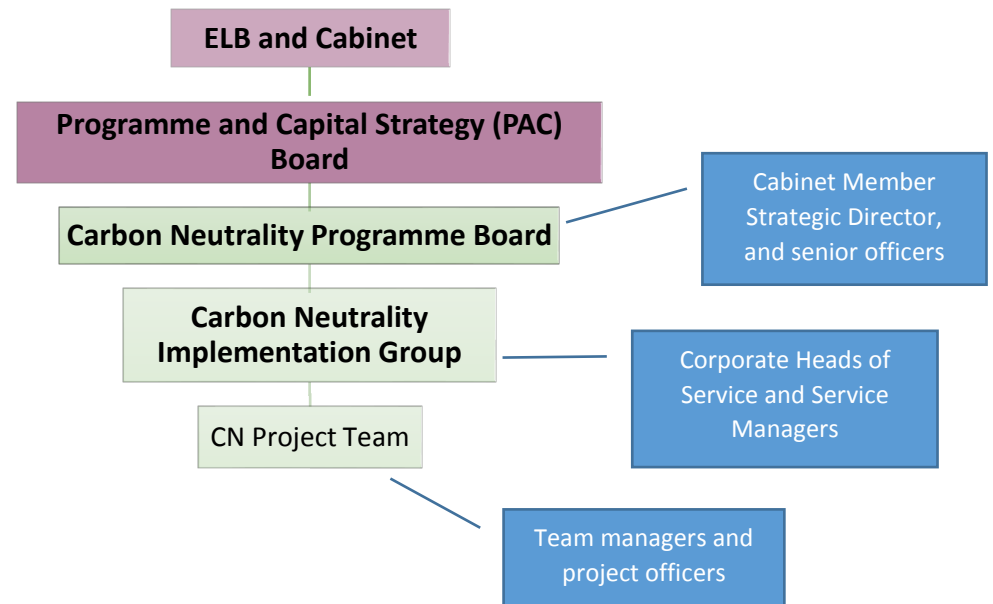 ELB and Cabinet
Programme and Capital Strategy (PAC)
Board
Carbon Neutrality Programme Board
Cabinet Member
Strategic Director,
and senior officers
Carbon Neutrality
Implementation Group
Corporate Heads of
Service and Service
Managers
CN Project Team
Team managers and
project officers